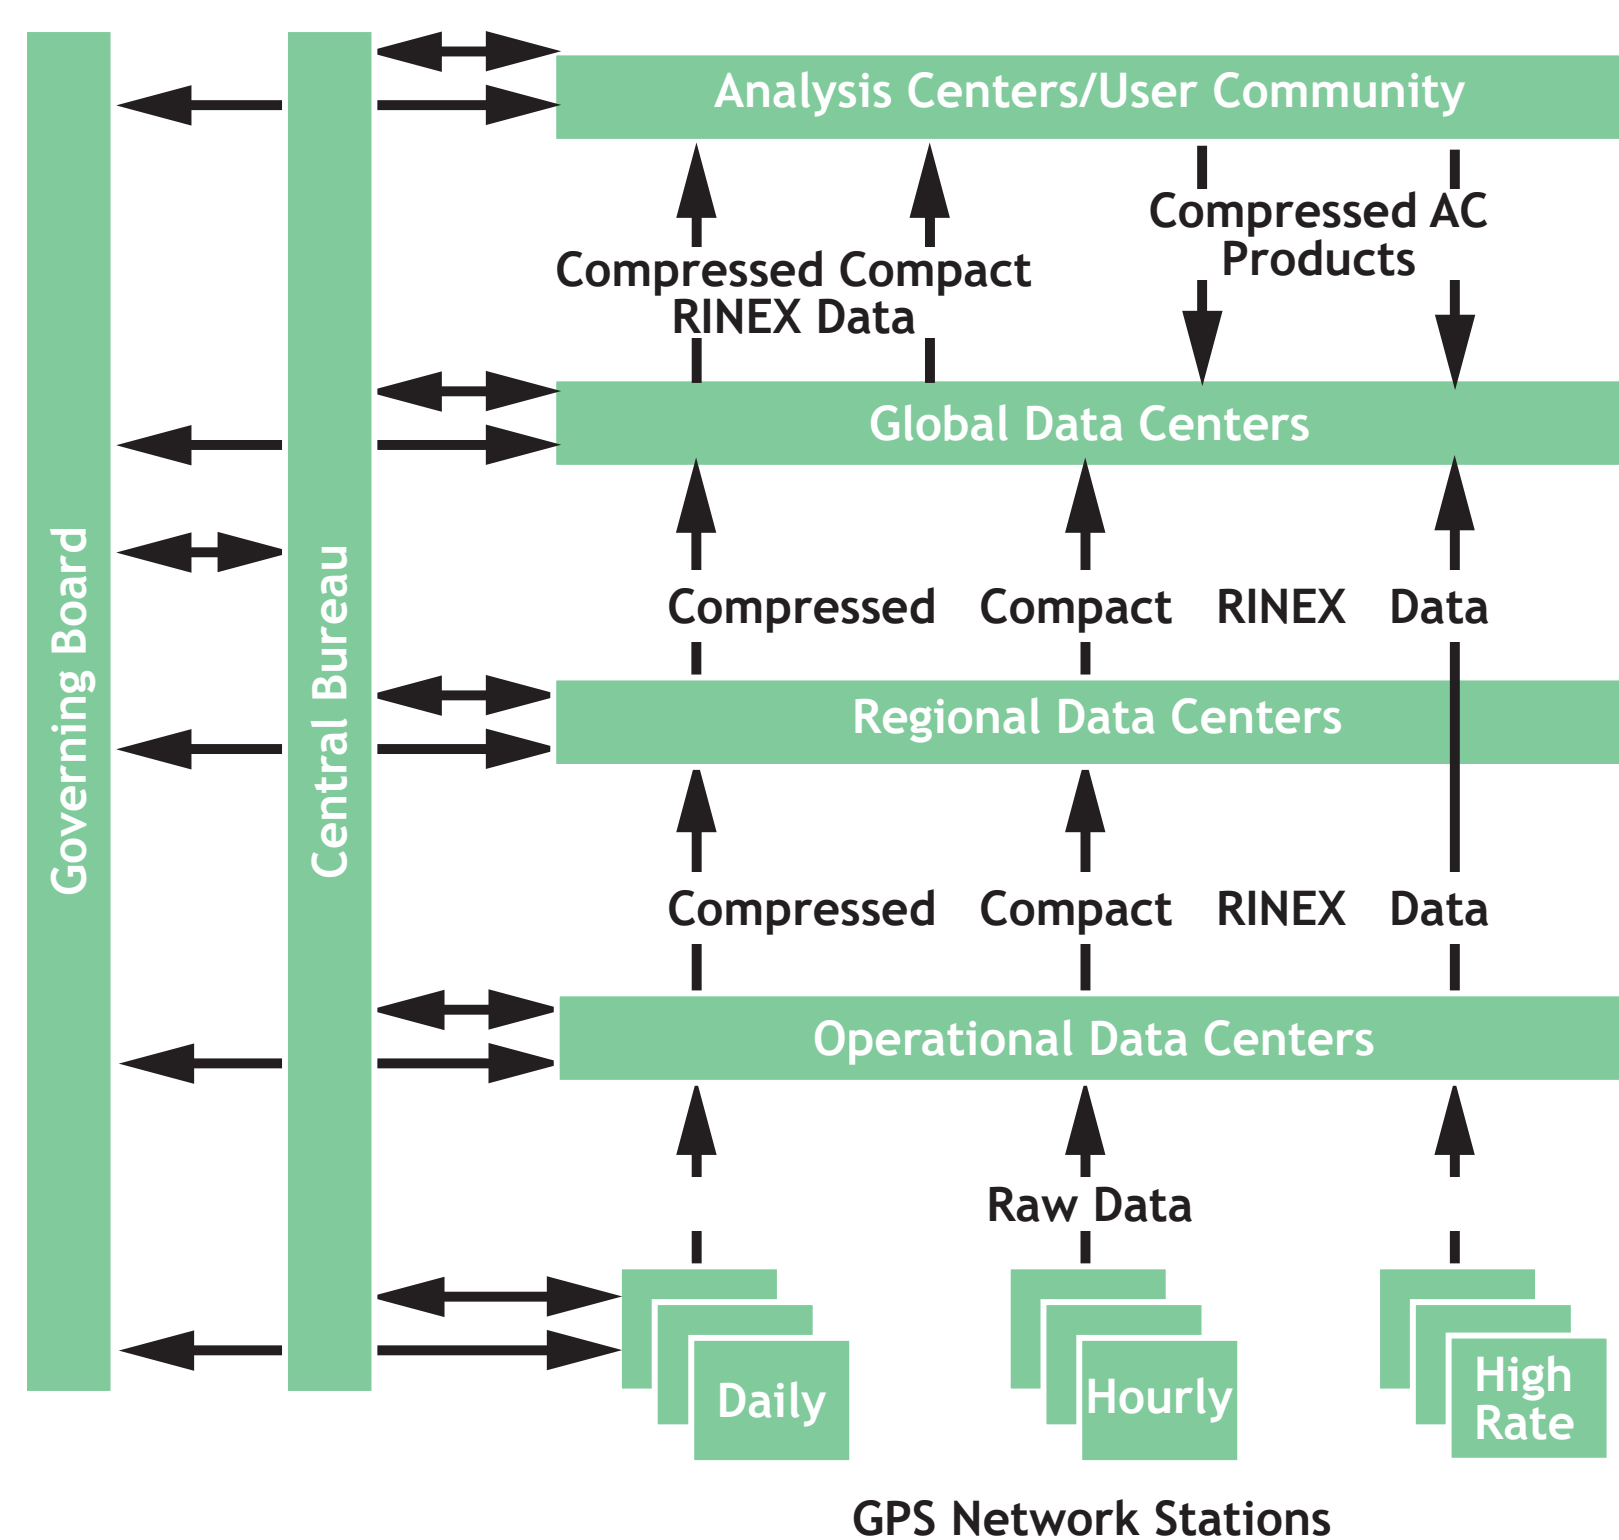 Governing Board
Central Bureau
Analysis Centers/User Community
Compressed AC
Products
Compressed Compact
RINEX Data
Global Data Centers
Compressed Compact RINEX Data
Regional Data Centers
Compressed Compact RINEX Data
Operational Data Centers
Raw Data
Daily
Hourly
High
Rate
GPS Network Stations